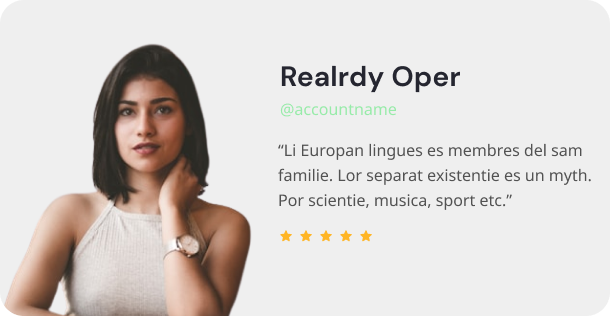 Realrdy Oper
@accountname
“Li Europan lingues es membres del sam
familie. Lor separat existentie es un myth.
Por scientie, musica, sport etc.”